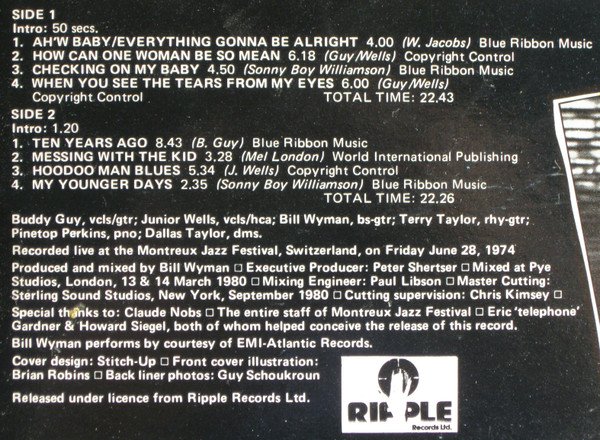 SIDE 1
Intro: 50 secs.
1. AH'W BABY/EVERYTHING GONNA BE ALRIGHT 4.00 (W. Jacobs) Blue Ribbon Music
2. HOW CAN ONE WOMAN BE SO MEAN 6.18 (Guy/Wells) Copyright Control
3. CHECKING ON MY BABY 4.50 (Sonny Boy Williamson) Blue Ribbon Music
4. WHEN YOU SEE THE TEARS FROM MY EYES 6.00 (Guy/Wells)
Copyright Control TOTAL TIME: 22.43
SIDE 2
Intro: 1.20
1. TEN YEARS AGO 8.43 (B. Guy) Blue Ribbon Music
2. MESSING WITH THE KID 3.28 (Mel London) World International Publishing
3. HOODOO MAN BLUES 5.34 (J. Wells) Copyright Control
4. MY YOUNGER DAYS 2.35 (Sonny Boy Williamson) Blue Ribbon Music
TOTAL TIME: 22.26
Buddy Guy, vcls/gtr; Junior Wells, vcls/hca; Bill Wyman, bs-gtr; Terry Taylor, rhy-gtr;
Pinetop Perkins, pno; Dallas Taylor, dms.
Recorded live at the Montreux Jazz Festival, Switzerland, on Friday June 28, 1974
Produced and mixed by Bill Wyman □ Executive Producer: Peter Shertser □ Mixed at Pye
Studios, London, 13 & 14 March 1980 □ Mixing Engineer: Paul Libson □ Master Cutting:
Sterling Sound Studios, New York, September 1980 □ Cutting supervision: Chris Kimsey □
Special thanks to: Claude Nobs □ The entire staff of Montreux Jazz Festival □ Eric 'telephone'
Gardner & Howard Siegel, both of whom helped conceive the release of this record.
Bill Wyman performs by courtesy of EMI-Atlantic Records.
Cover design: Stitch-Up □ Front cover illustration:
Brian Robins □ Back liner photos: Guy Schoukroun
Released under licence from Ripple Records Ltd.
RIPPLE
Records Ltd.